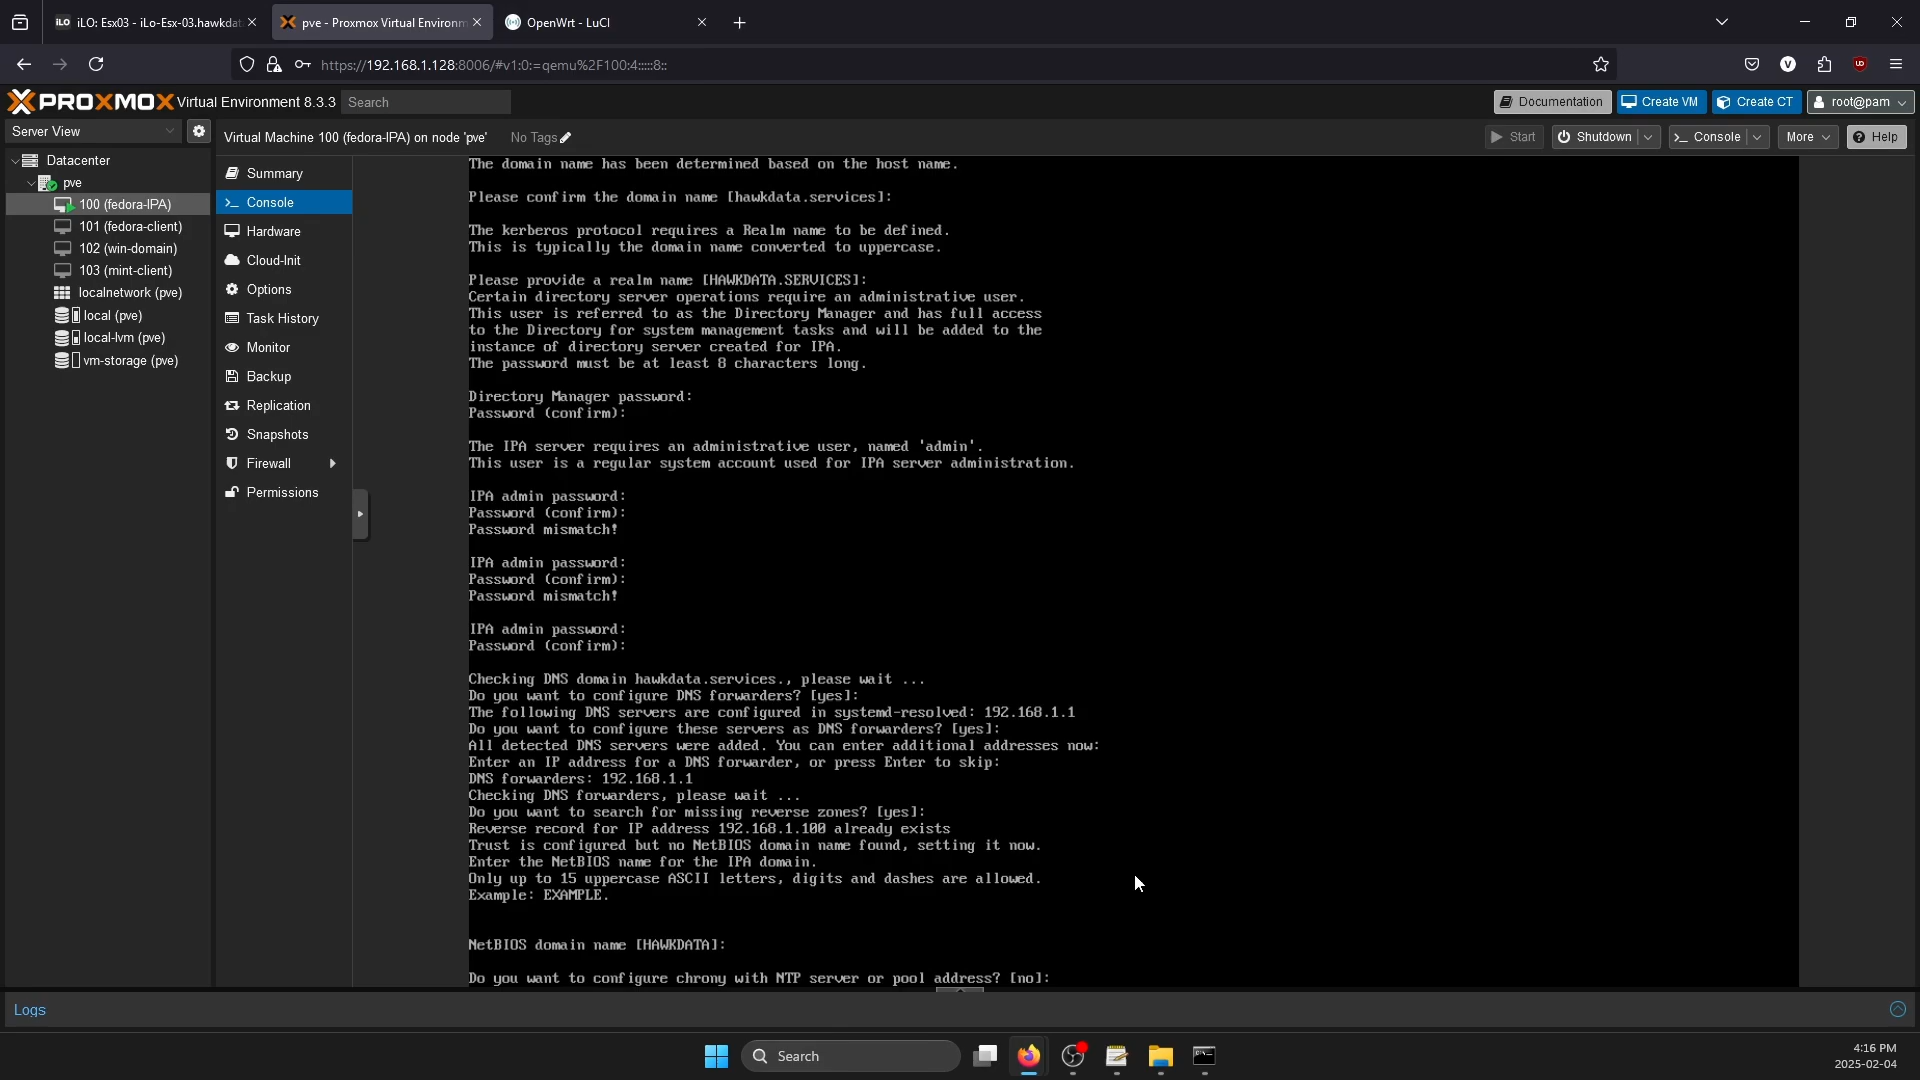 iLO: Esx03 - iLo-Esx-03.hawkdat
pve - Proxmox Virtual Environm
OpenWrt - LuCI
https://192.168.1.128:8006/#v1:0:=qemu%2F100:4:::::8::
PROXMOX Virtual Environment 8.3.3
Search
Documentation
Create VM
Create CT
root@pam
Server View
Virtual Machine 100 (fedora-IPA) on node 'pve'
No Tags
Start
Shutdown
Console
More
Help
Datacenter
pve
100 (fedora-IPA)
101 (fedora-client)
102 (win-domain)
103 (mint-client)
localnetwork (pve)
local (pve)
local-lvm (pve)
vm-storage (pve)
Summary
Console
Hardware
Cloud-Init
Options
Task History
Monitor
Backup
Replication
Snapshots
Firewall
Permissions
The domain name has been determined based on the host name.
Please confirm the domain name [hawkdata.services]:
The kerberos protocol requires a Realm name to be defined.
This is typically the domain name converted to uppercase.
Please provide a realm name [HAWKDATA.SERVICES]:
Certain directory server operations require an administrative user.
This user is referred to as the Directory Manager and has full access
to the Directory for system management tasks and will be added to the
instance of directory server created for IPA.
The password must be at least 8 characters long.
Directory Manager password:
Password (confirm):
The IPA server requires an administrative user, named 'admin'.
This user is a regular system account used for IPA server administration.
IPA admin password:
Password (confirm):
Password mismatch!
IPA admin password:
Password (confirm):
Password mismatch!
IPA admin password:
Password (confirm):
Checking DNS domain hawkdata.services., please wait ...
Do you want to configure DNS forwarders? [yes]:
The following DNS servers are configured in systemd-resolved: 192.168.1.1
Do you want to configure these servers as DNS forwarders? [yes]:
All detected DNS servers were added. You can enter additional addresses now:
Enter an IP address for a DNS forwarder, or press Enter to skip:
DNS forwarders: 192.168.1.1
Checking DNS forwarders, please wait ...
Do you want to search for missing reverse zones? [yes]:
Reverse record for IP address 192.168.1.100 already exists
Trust is configured but no NetBIOS domain name found, setting it now.
Enter the NetBIOS name for the IPA domain.
Only up to 15 uppercase ASCII letters, digits and dashes are allowed.
Example: EXAMPLE.
NetBIOS domain name [HAWKDATA]:
Do you want to configure chrony with NTP server or pool address? [no]:
Logs
Search
4:16 PM
2025-02-04